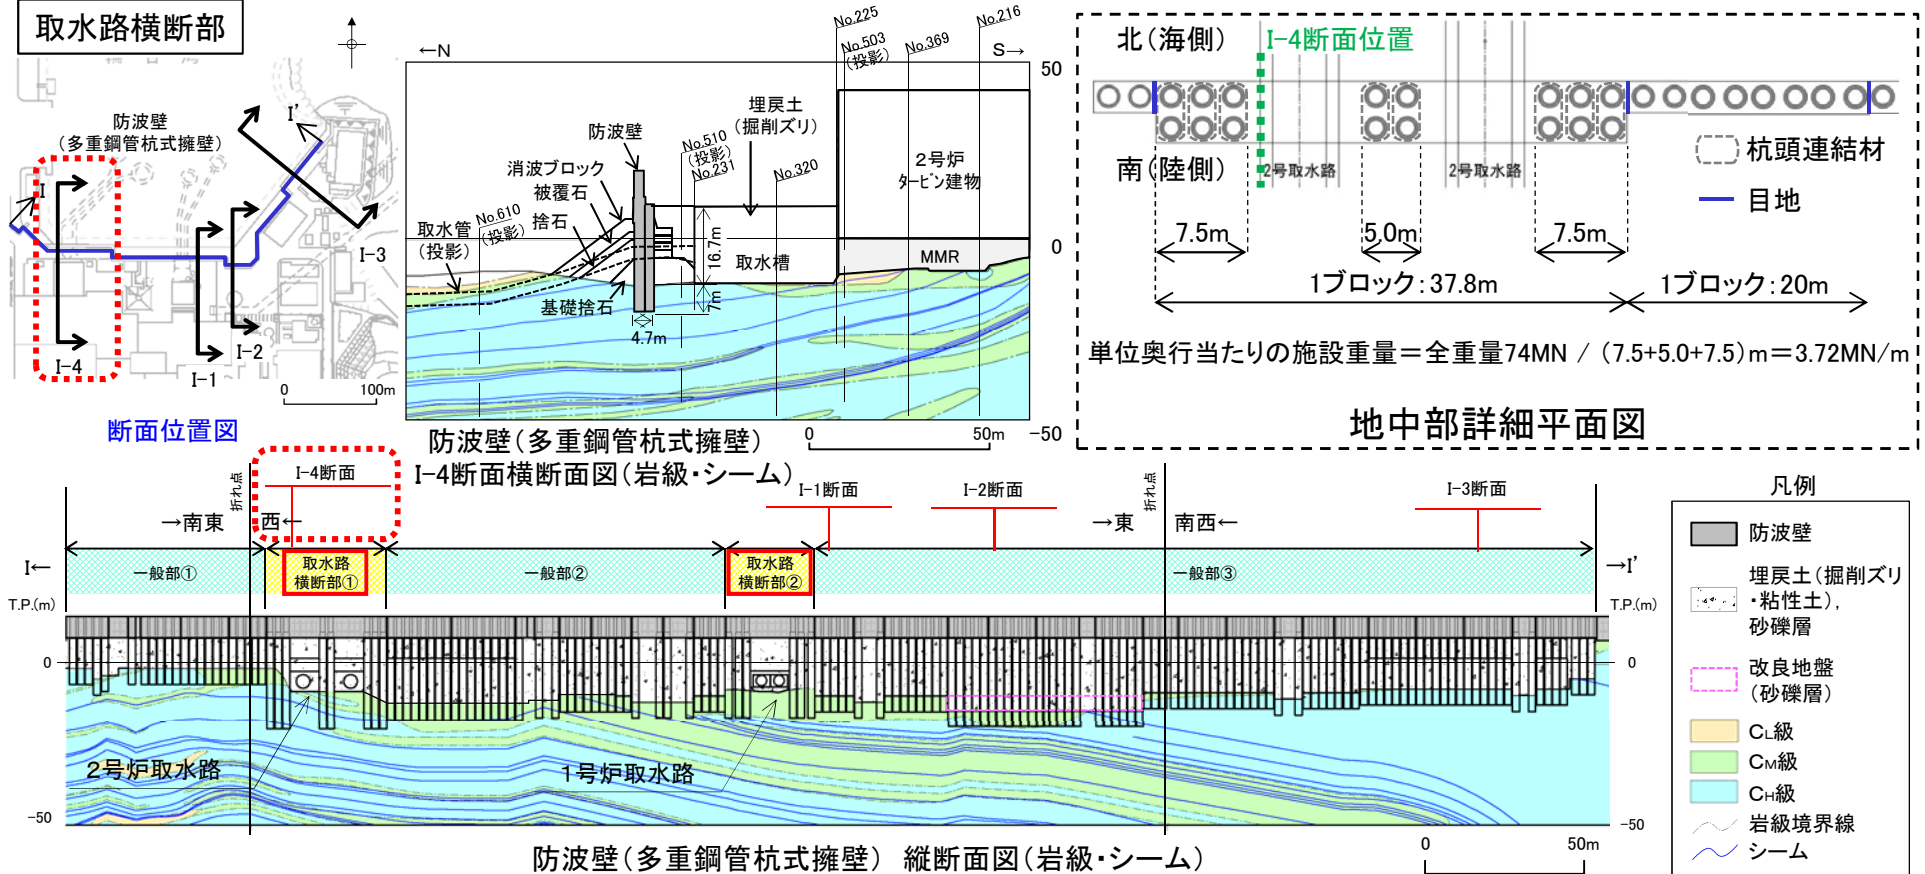 取水路横断部
防波壁
(多重鋼管杭式擁壁)
I
I'
I-4
I-1
I-2
I-3
0
100m
断面位置図
←N
S→
No.225
No.503
(投影)
No.369
No.216
50
0
-50
埋戻土
(掘削ズリ)
防波壁
No.510
(投影)
No.231
No.320
消波ブロック
被覆石
捨石
取水管
(投影)
No.610
(投影)
基礎捨石
16.7m
7m
4.7m
取水槽
2号炉
タービン建物
MMR
防波壁(多重鋼管杭式擁壁)
I-4断面横断面図(岩級・シーム)
0
50m
北(海側)
I-4断面位置
南(陸側)
2号取水路
2号取水路
杭頭連結材
目地
7.5m
5.0m
7.5m
1ブロック:37.8m
1ブロック:20m
単位奥行当たりの施設重量=全重量74MN / (7.5+5.0+7.5)m=3.72MN/m
地中部詳細平面図
折れ点
I-4断面
→南東
西←
I-1断面
I-2断面
→東
折れ点
南西←
I-3断面
I←
一般部①
取水路
横断部①
一般部②
取水路
横断部②
一般部③
→I'
T.P.(m)
T.P.(m)
0
0
2号炉取水路
1号炉取水路
-50
-50
防波壁(多重鋼管杭式擁壁) 縦断面図(岩級・シーム)
0
50m
凡例
防波壁
埋戻土(掘削ズリ
・粘性土),
砂礫層
改良地盤
(砂礫層)
CL級
CM級
CH級
岩級境界線
シーム